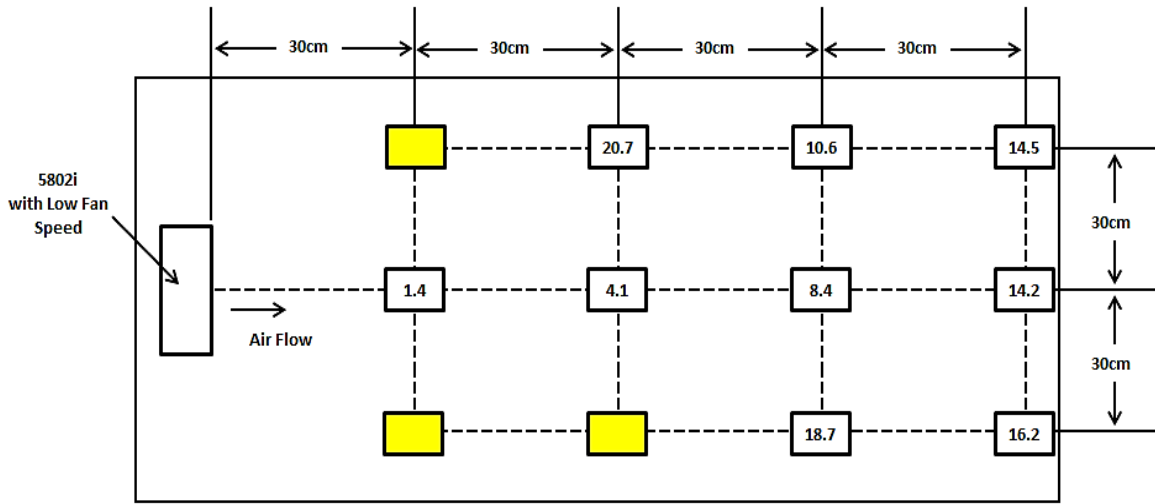 30cm
30cm
30cm
30cm
20.7
10.6
14.5
5802i
with Low Fan
Speed
30cm
1.4
4.1
8.4
14.2
Air Flow
30cm
18.7
16.2